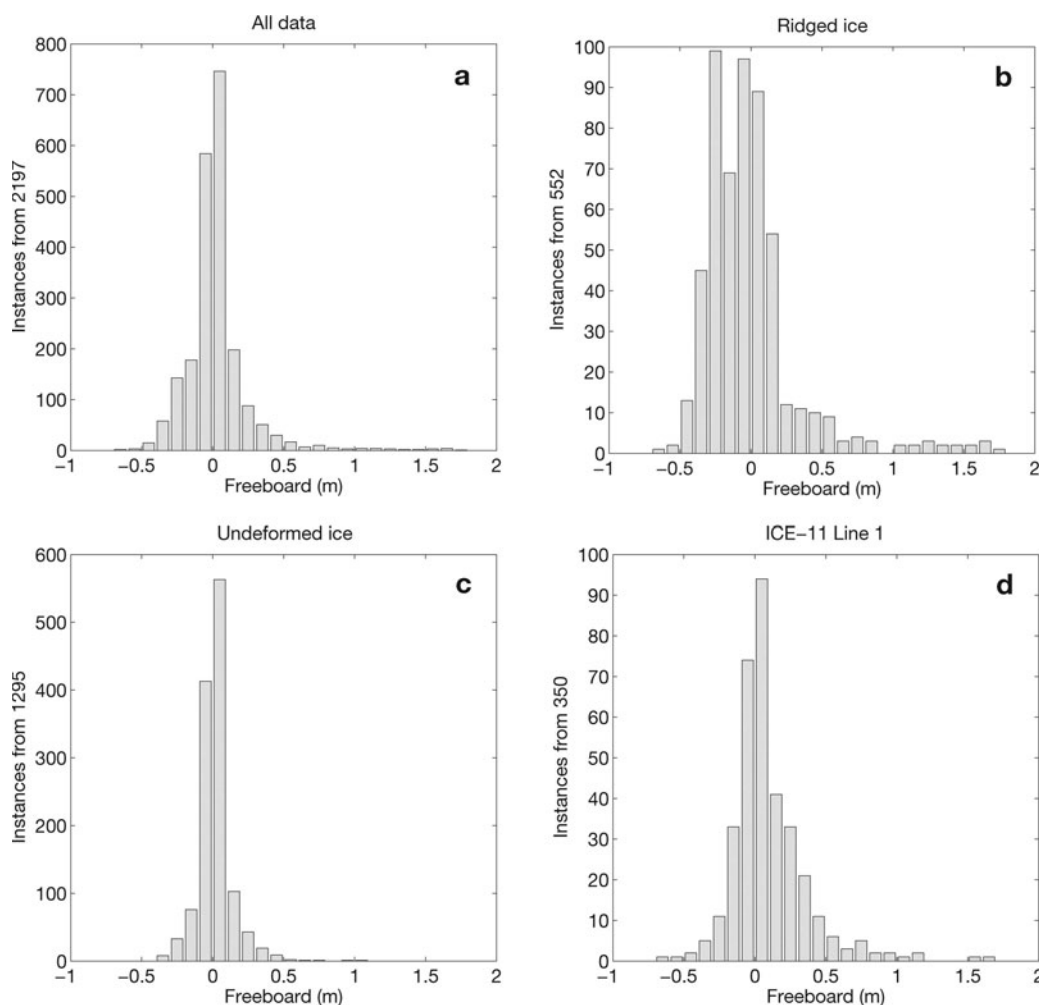 All data
a
800
700
600
500
400
300
200
100
0
Instances from 2197
−1 −0.5 0 0.5 1 1.5 2
Freeboard (m)
Ridged ice
b
100
90
80
70
60
50
40
30
20
10
0
Instances from 552
−1 −0.5 0 0.5 1 1.5 2
Freeboard (m)
Undeformed ice
c
600
500
400
300
200
100
0
Instances from 1295
−1 −0.5 0 0.5 1 1.5 2
Freeboard (m)
ICE−11 Line 1
d
100
90
80
70
60
50
40
30
20
10
0
Instances from 350
−1 −0.5 0 0.5 1 1.5 2
Freeboard (m)